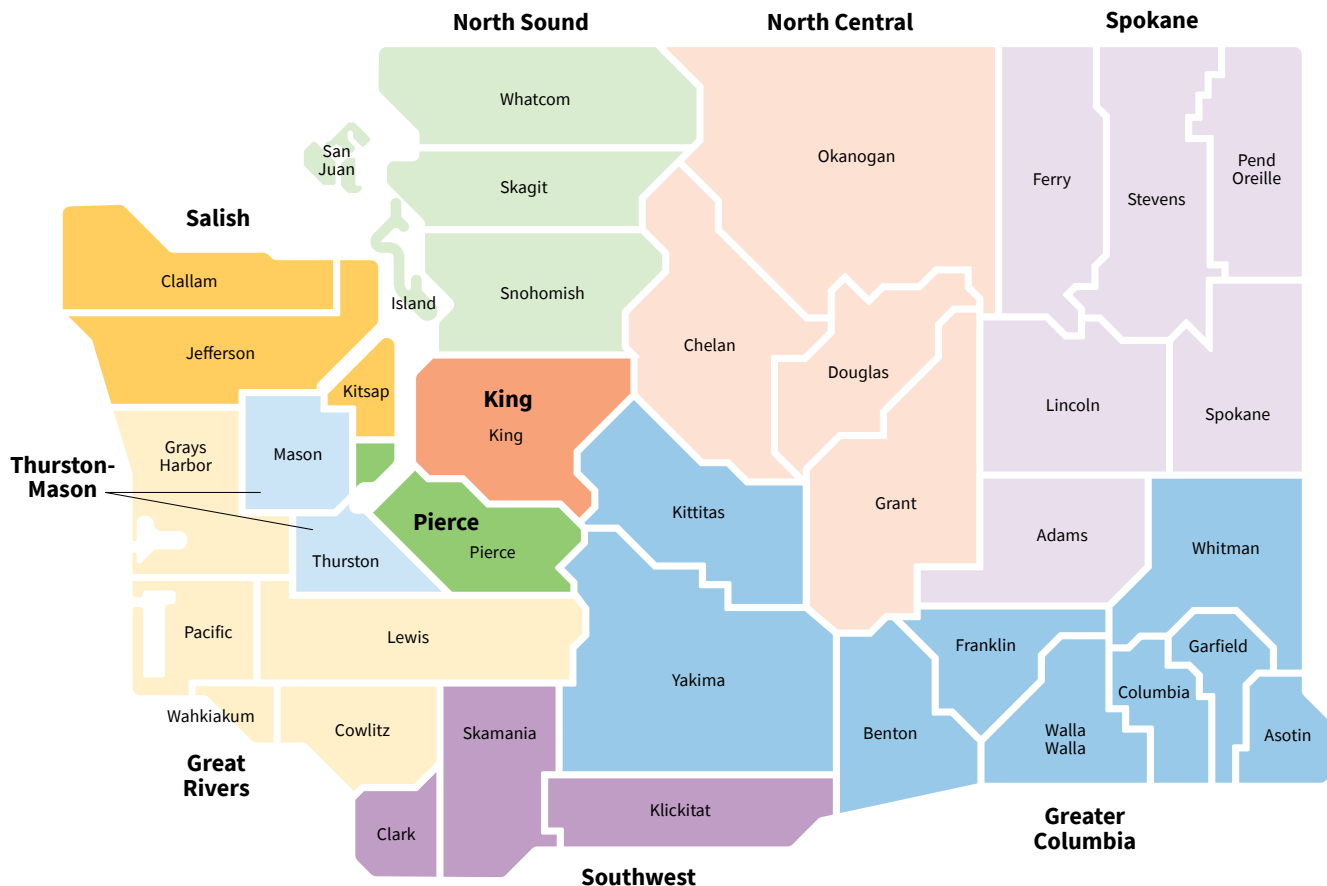 North Sound
North Central
Spokane
Whatcom
San
Juan
Okanogan
Pend
Oreille
Ferry
Skagit
Stevens
Salish
Clallam
Island
Snohomish
Jefferson
Chelan
Douglas
Kitsap
King
King
Lincoln
Spokane
Grays
Harbor
Mason
Thurston-
Mason
Kittitas
Grant
Pierce
Pierce
Adams
Whitman
Thurston
Pacific
Lewis
Franklin
Garfield
Yakima
Columbia
Wahkiakum
Cowlitz
Skamania
Benton
Walla
Walla
Asotin
Great
Rivers
Klickitat
Clark
Greater
Columbia
Southwest